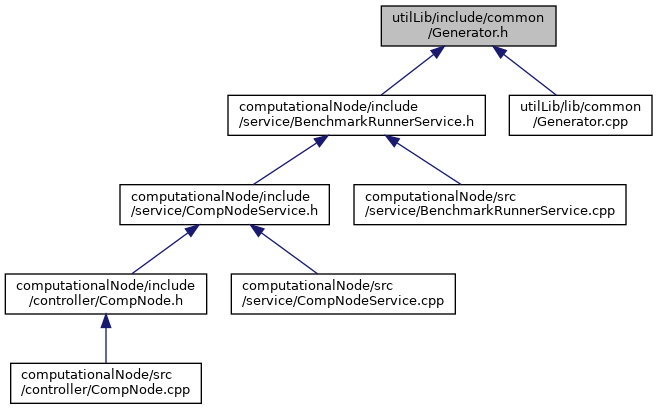 utilLib/include/common
/Generator.h
computationalNode/include
/service/BenchmarkRunnerService.h
utilLib/lib/common
/Generator.cpp
computationalNode/include
/service/CompNodeService.h
computationalNode/src
/service/BenchmarkRunnerService.cpp
computationalNode/include
/controller/CompNode.h
computationalNode/src
/service/CompNodeService.cpp
computationalNode/src
/controller/CompNode.cpp